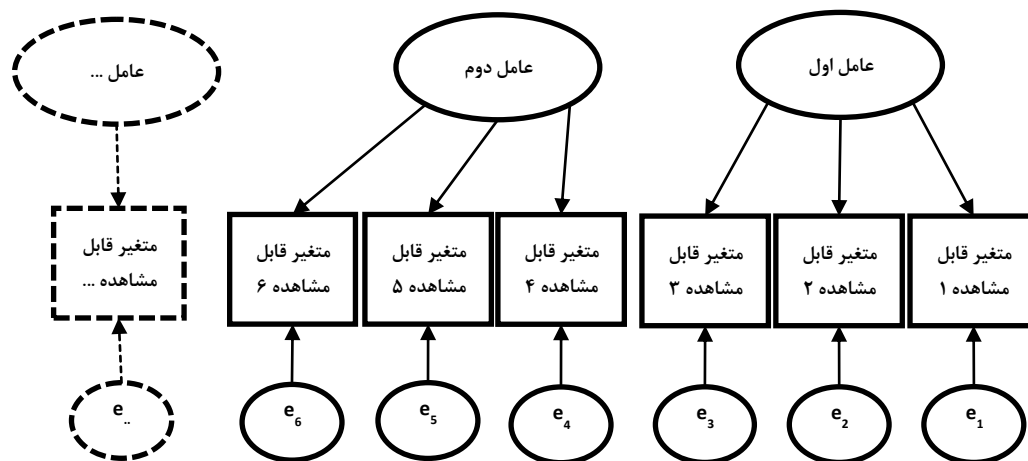 عامل اول
عامل دوم
عامل ...
متغیر قابل
مشاهده ۱
متغیر قابل
مشاهده ۲
متغیر قابل
مشاهده ۳
متغیر قابل
مشاهده ۴
متغیر قابل
مشاهده ۵
متغیر قابل
مشاهده ۶
متغیر قابل
مشاهده ...
e₁
e₂
e₃
e₄
e₅
e₆
e..